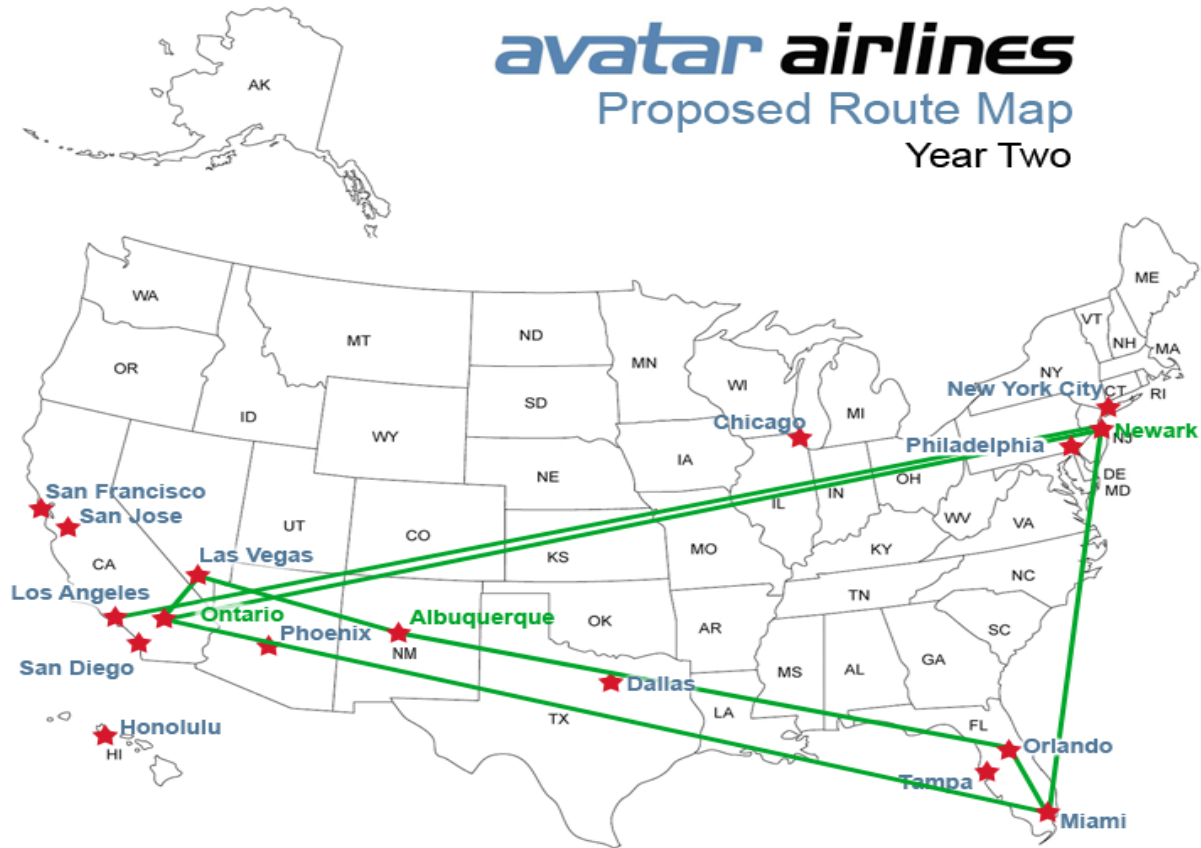 avatar airlines
Proposed Route Map
Year Two
AK
WA
OR
ID
MT
WY
ND
SD
NE
MN
WI
MI
IA
NY
VT
NH
ME
MA
CT
RI
New York City
Newark
NJ
Philadelphia
Chicago
DE
MD
OH
IN
IL
WV
VA
KY
MO
KS
CO
UT
San Francisco
San Jose
CA
Las Vegas
Los Angeles
Ontario
Albuquerque
Phoenix
NM
San Diego
OK
AR
TN
NC
SC
GA
AL
MS
LA
Dallas
TX
FL
Orlando
Tampa
Miami
Honolulu
HI